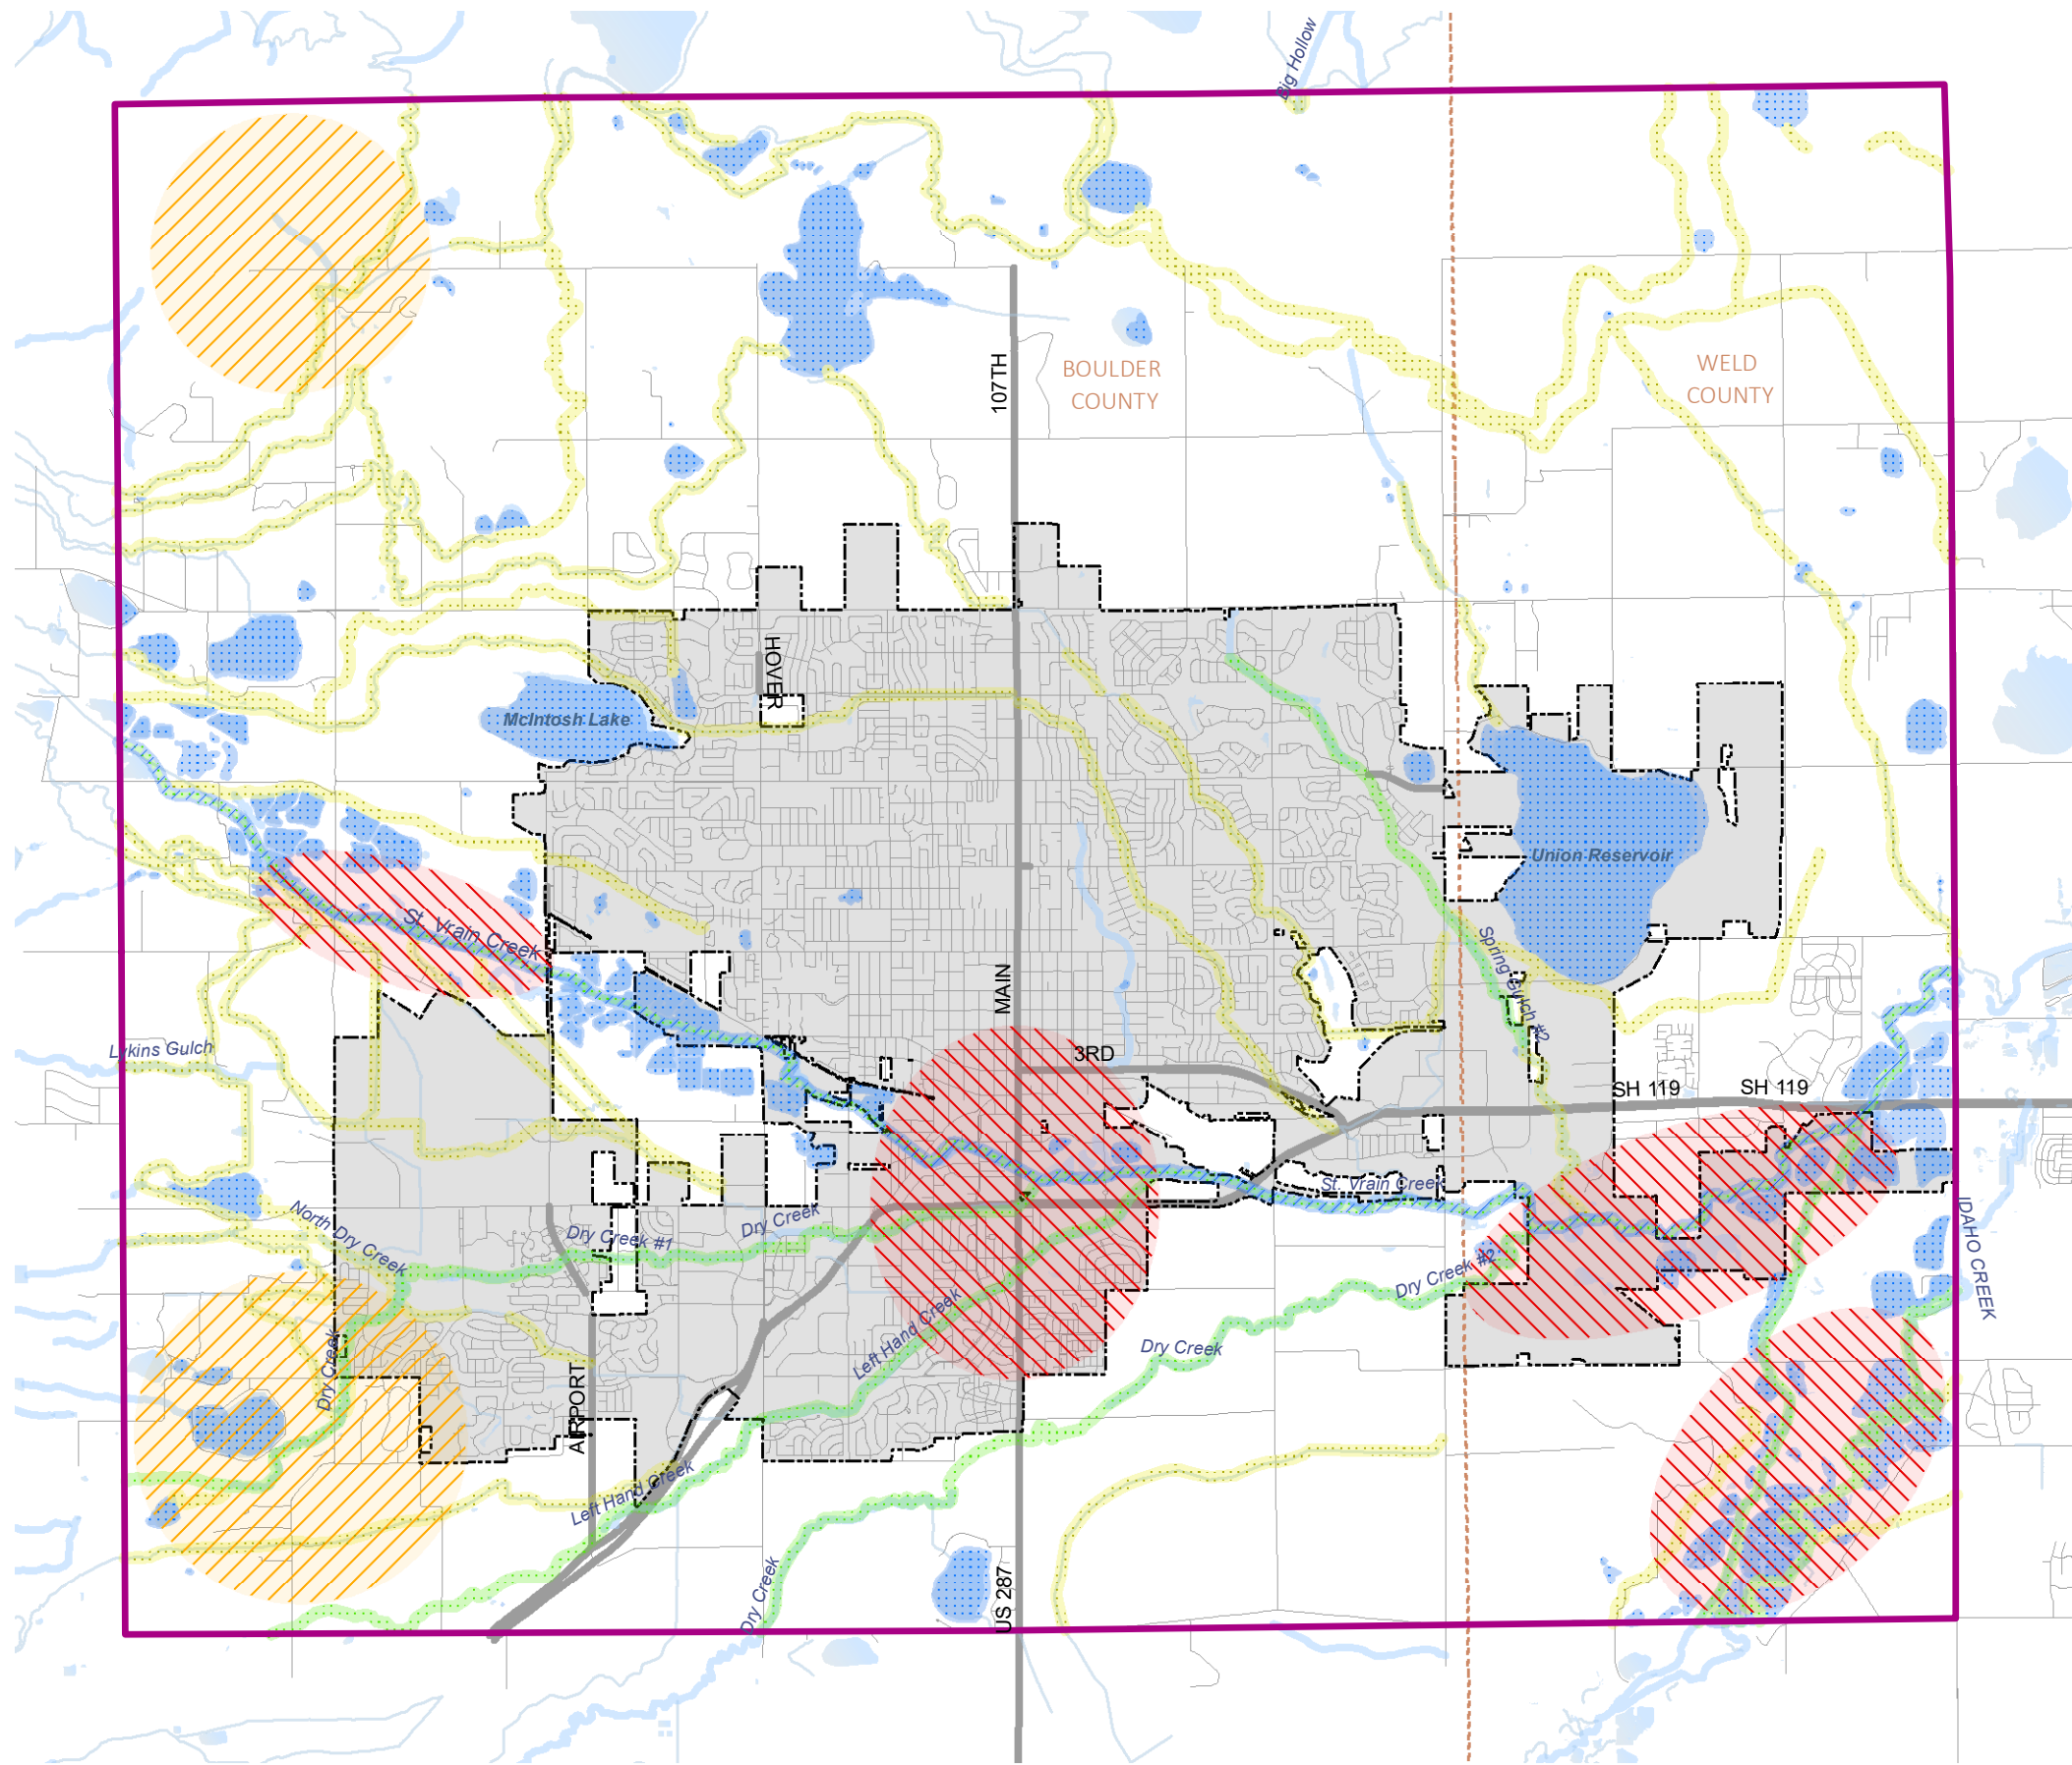 Big Hollow
BOULDER
COUNTY
WELD
COUNTY
107TH
HOVER
McIntosh Lake
Union Reservoir
St. Vrain Creek
Spring Gulch #2
MAIN
3RD
Lykins Gulch
SH 119
SH 119
St. Vrain Creek
IDAHO CREEK
North Dry Creek
Dry Creek #1
Dry Creek
Dry Creek #2
Left Hand Creek
Dry Creek
Dry Creek
AIRPORT
Left Hand Creek
Dry Creek
US 287